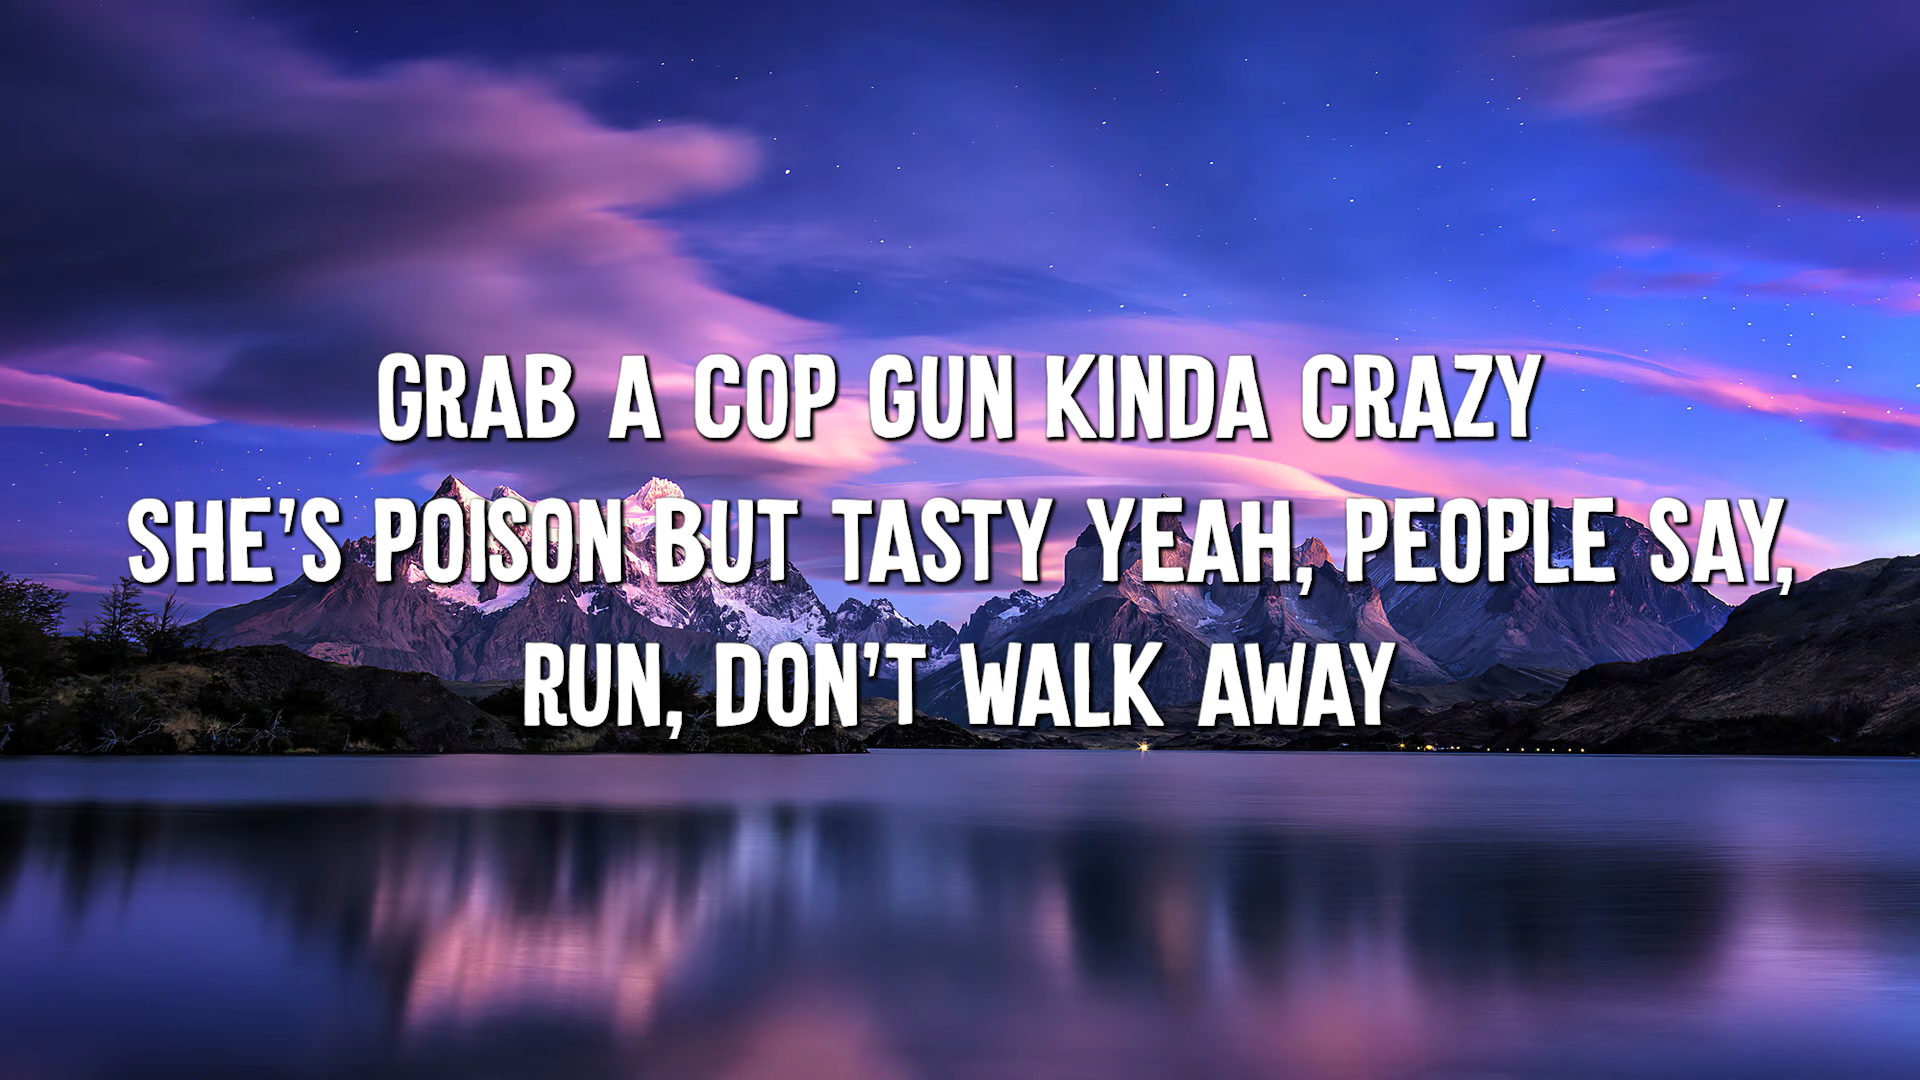 GRAB A COP GUN KINDA CRAZY
SHE'S POISON BUT TASTY YEAH, PEOPLE SAY,
RUN, DON'T WALK AWAY